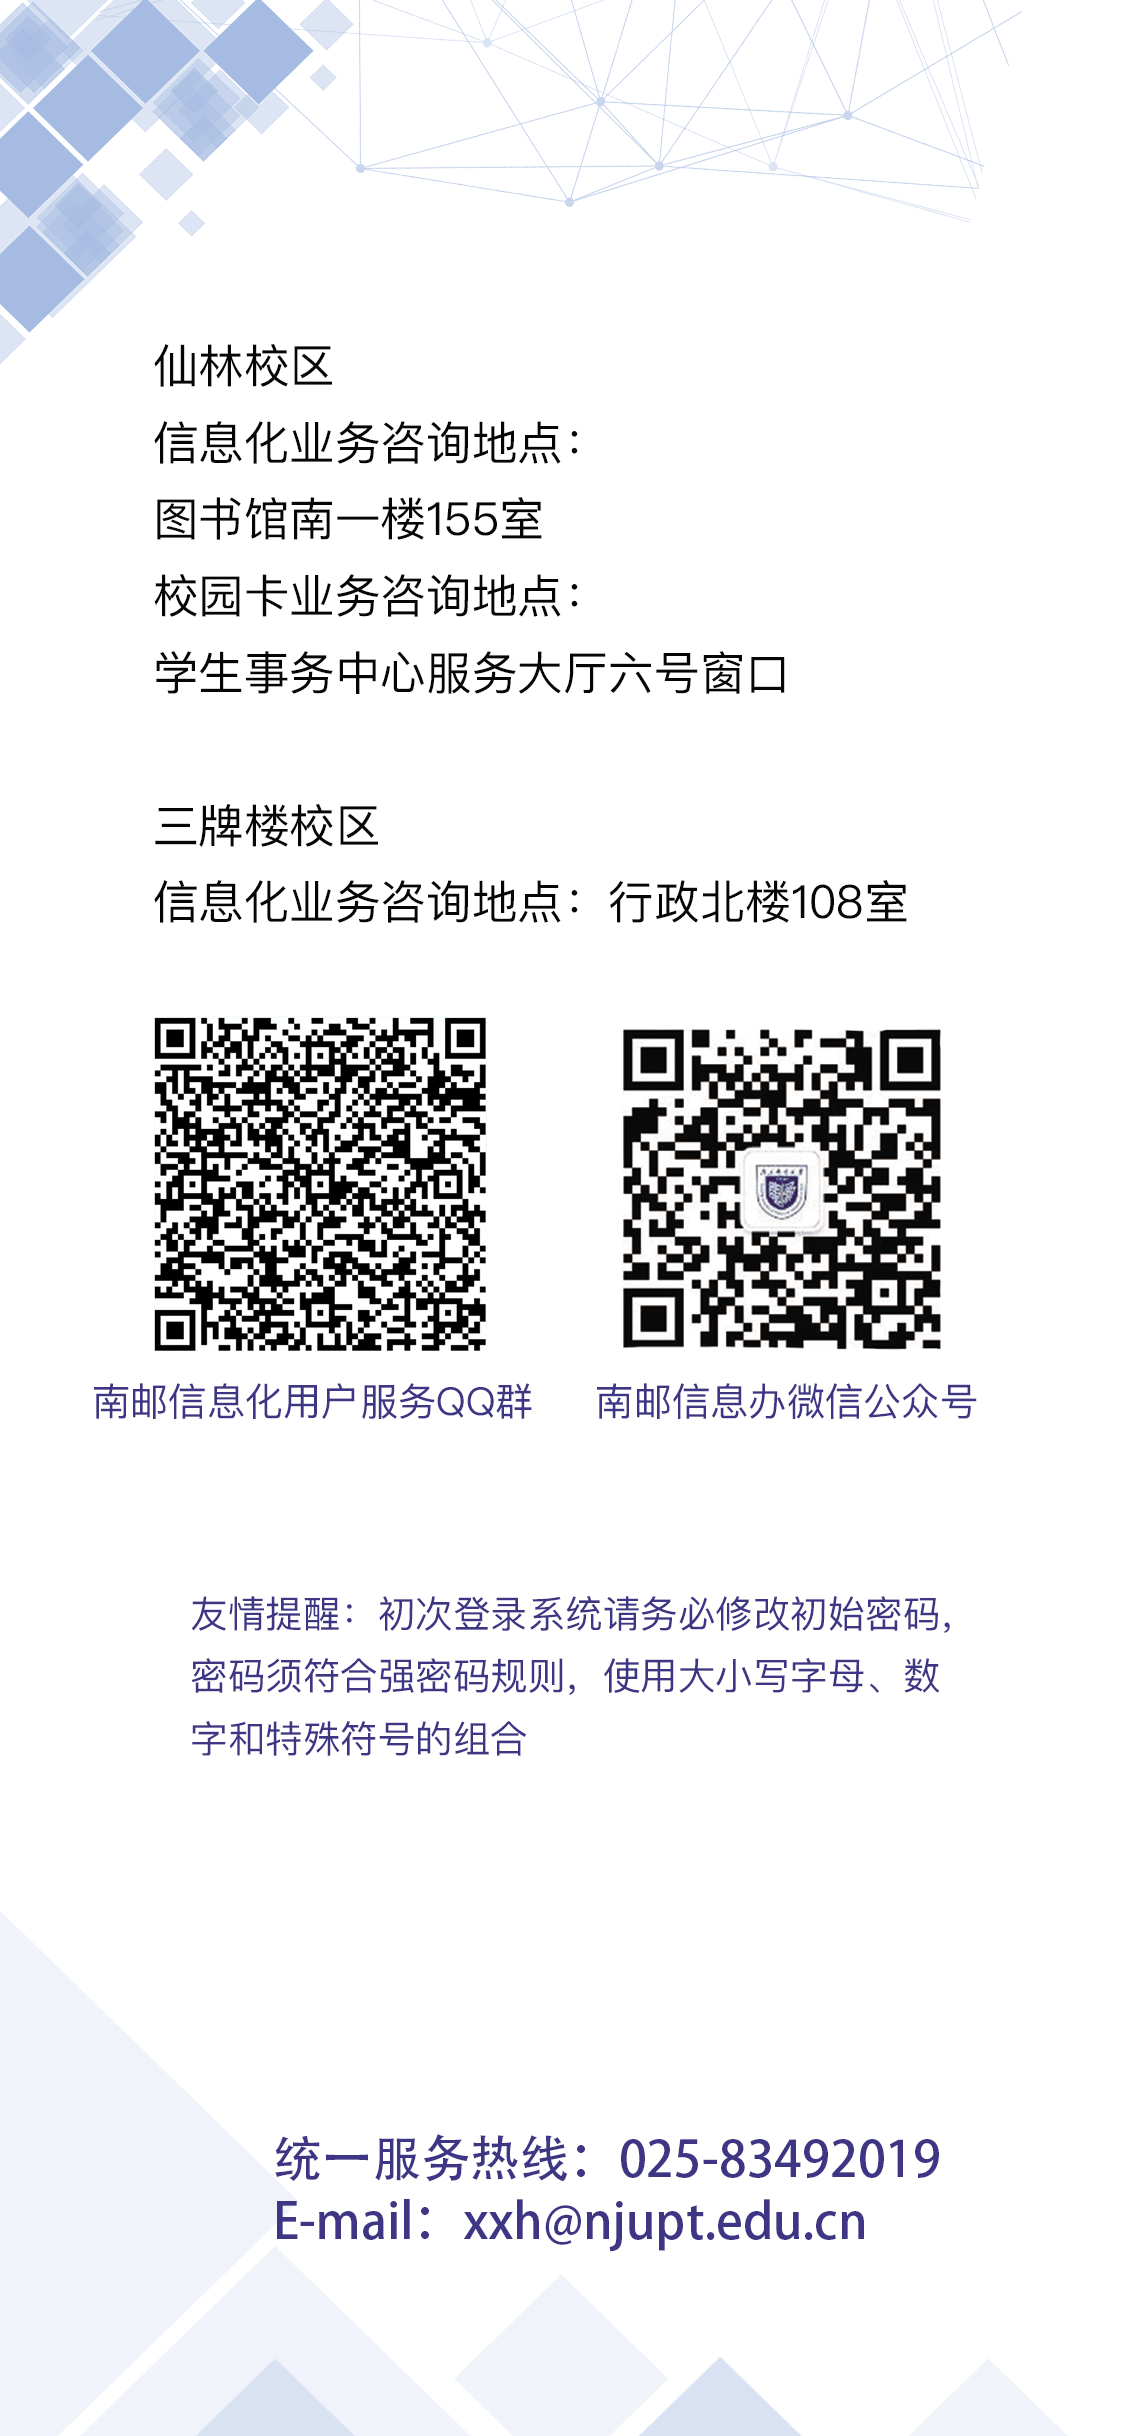 仙林校区
信息化业务咨询地点：
图书馆南一楼155室
校园卡业务咨询地点：
学生事务中心服务大厅六号窗口
三牌楼校区
信息化业务咨询地点：行政北楼108室
南邮信息化用户服务QQ群
南邮信息办微信公众号
友情提醒：初次登录系统请务必修改初始密码，
密码须符合强密码规则，使用大小写字母、数
字和特殊符号的组合
统一服务热线：025-83492019
E-mail：xxh@njupt.edu.cn